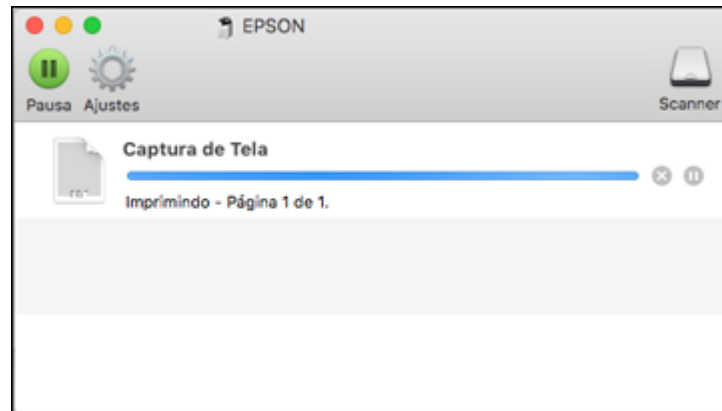 EPSON
Pausa Ajustes
Scanner
Captura de Tela
Imprimindo - Página 1 de 1.